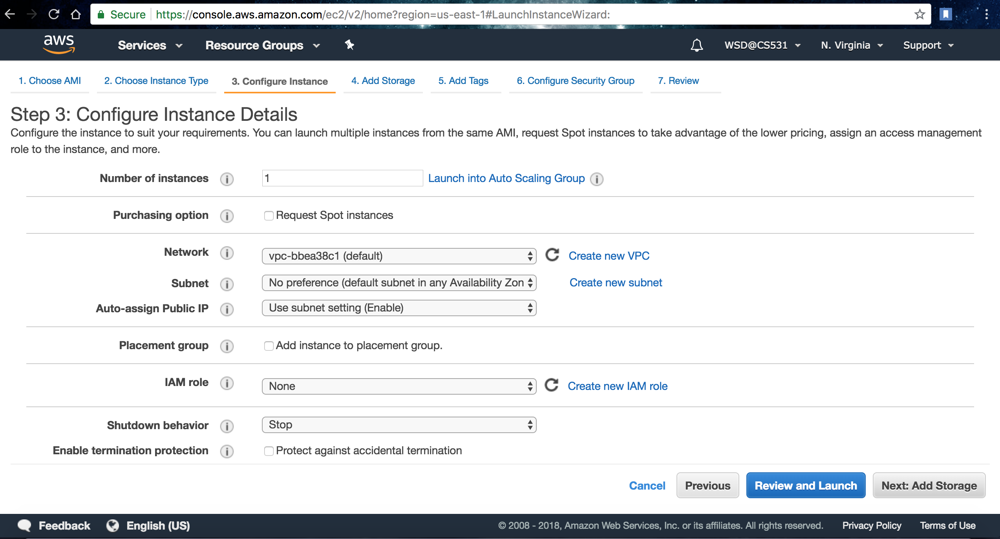 Secure https://console.aws.amazon.com/ec2/v2/home?region=us-east-1#LaunchInstanceWizard:
aws Services Resource Groups WSD@CS531 N. Virginia Support
1. Choose AMI 2. Choose Instance Type 3. Configure Instance 4. Add Storage 5. Add Tags 6. Configure Security Group 7. Review
Step 3: Configure Instance Details
Configure the instance to suit your requirements. You can launch multiple instances from the same AMI, request Spot instances to take advantage of the lower pricing, assign an access management
role to the instance, and more.
Number of instances i 1 Launch into Auto Scaling Group i
Purchasing option i Request Spot instances
Network i vpc-bbea38c1 (default) Create new VPC
Subnet i No preference (default subnet in any Availability Zon Create new subnet
Auto-assign Public IP i Use subnet setting (Enable)
Placement group i Add instance to placement group.
IAM role i None Create new IAM role
Shutdown behavior i Stop
Enable termination protection i Protect against accidental termination
Cancel Previous Review and Launch Next: Add Storage
Feedback English (US) © 2008 - 2018, Amazon Web Services, Inc. or its affiliates. All rights reserved. Privacy Policy Terms of Use